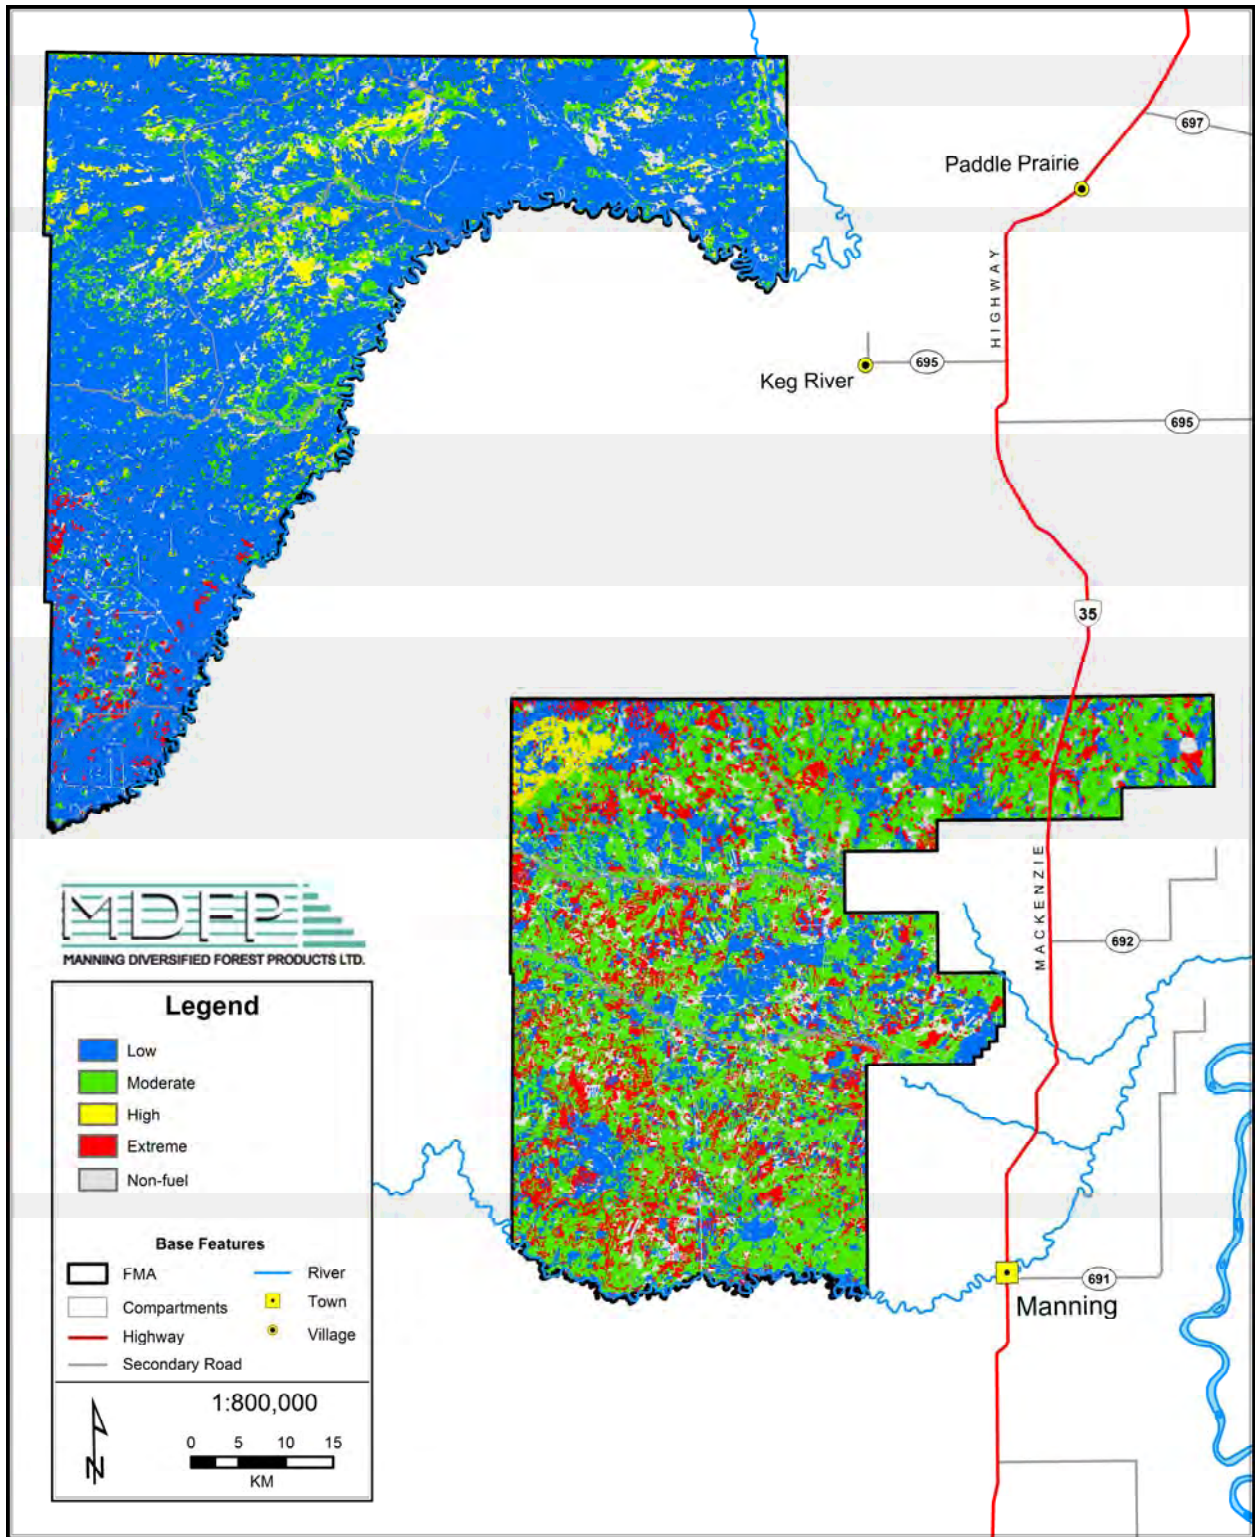 697
Paddle Prairie
HIGHWAY
Keg River
695
695
35
MDFP
MANNING DIVERSIFIED FOREST PRODUCTS LTD.
MACKENZIE
692
Legend
Low
Moderate
High
Extreme
Non-fuel
Base Features
FMA
River
Compartments
Town
Highway
Village
Secondary Road
1:800,000
0 5 10 15
KM
N
691
Manning